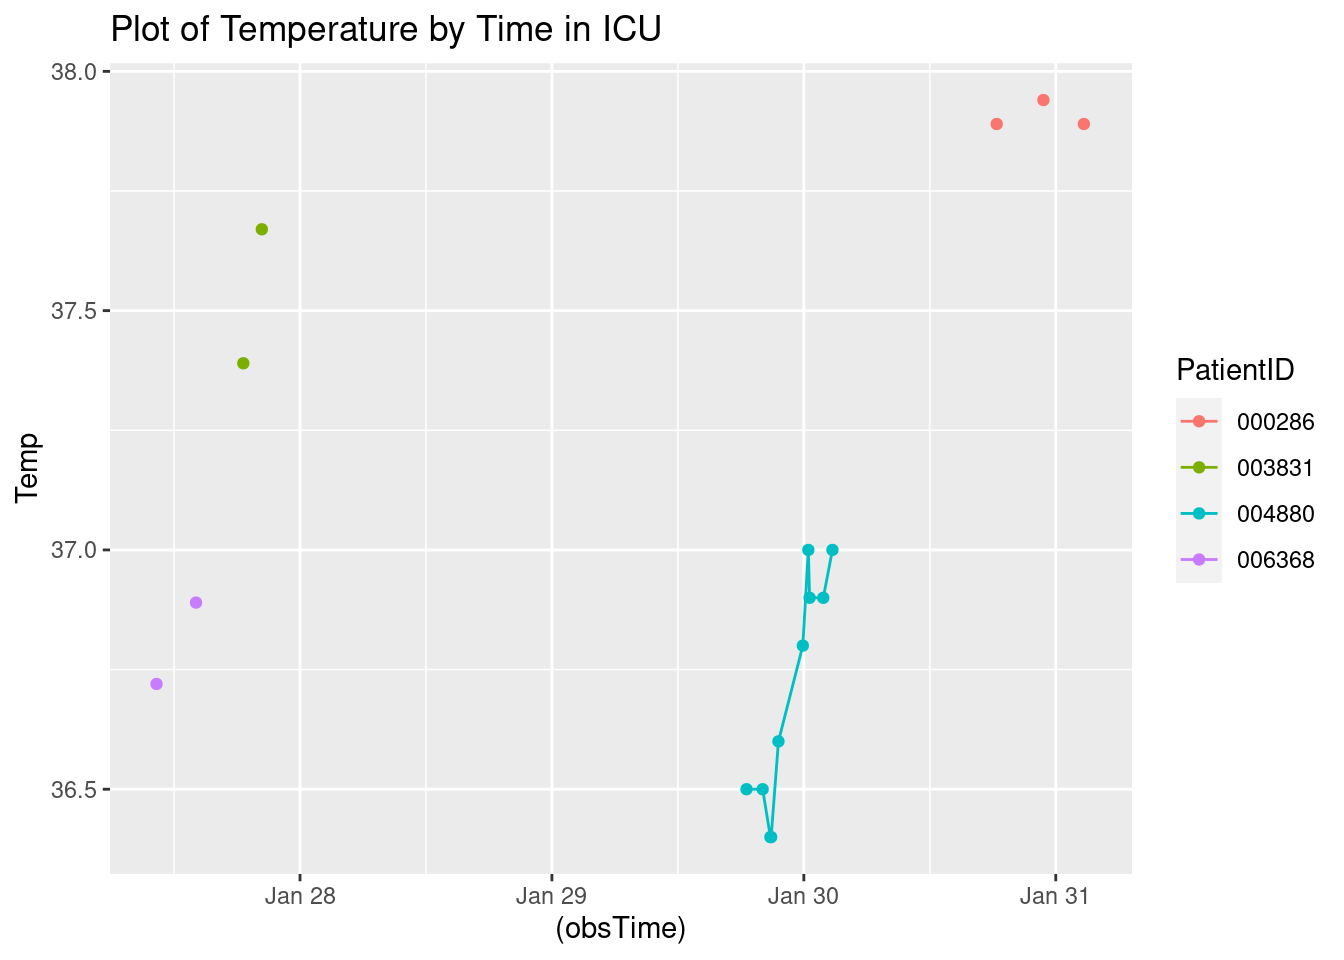 Plot of Temperature by Time in ICU
38.0
37.5
37.0
36.5
Temp
Jan 28
Jan 29
Jan 30
Jan 31
(obsTime)
PatientID
000286
003831
004880
006368